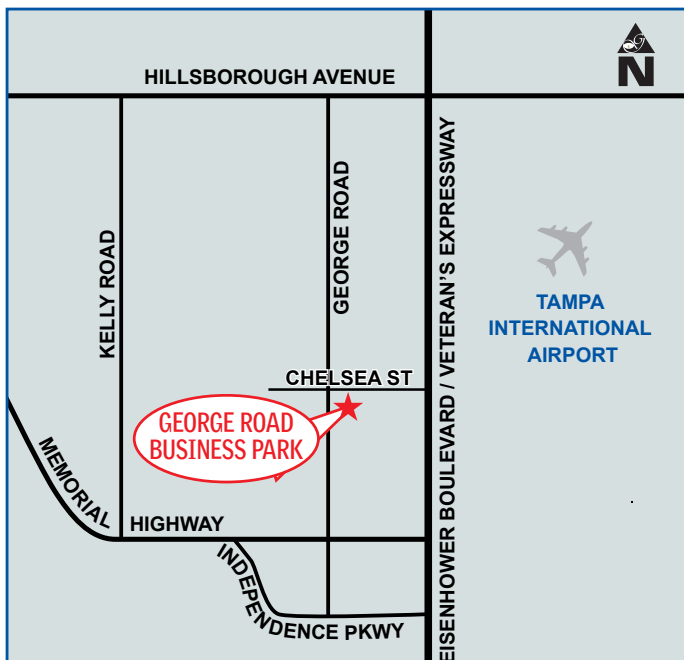 HILLSBOROUGH AVENUE
N
KELLY ROAD
GEORGE ROAD
EISENHOWER BOULEVARD / VETERAN'S EXPRESSWAY
TAMPA
INTERNATIONAL
AIRPORT
CHELSEA ST
GEORGE ROAD
BUSINESS PARK
MEMORIAL
HIGHWAY
INDEPENDENCE PKWY